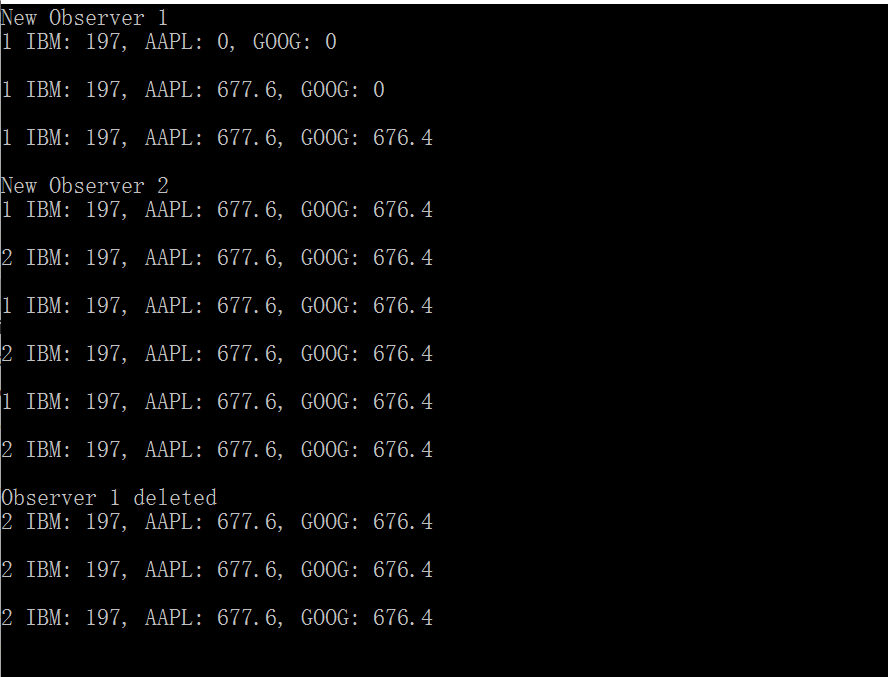 New Observer 1
1 IBM: 197, AAPL: 0, GOOG: 0
1 IBM: 197, AAPL: 677.6, GOOG: 0
1 IBM: 197, AAPL: 677.6, GOOG: 676.4
New Observer 2
1 IBM: 197, AAPL: 677.6, GOOG: 676.4
2 IBM: 197, AAPL: 677.6, GOOG: 676.4
1 IBM: 197, AAPL: 677.6, GOOG: 676.4
2 IBM: 197, AAPL: 677.6, GOOG: 676.4
1 IBM: 197, AAPL: 677.6, GOOG: 676.4
2 IBM: 197, AAPL: 677.6, GOOG: 676.4
Observer 1 deleted
2 IBM: 197, AAPL: 677.6, GOOG: 676.4
2 IBM: 197, AAPL: 677.6, GOOG: 676.4
2 IBM: 197, AAPL: 677.6, GOOG: 676.4